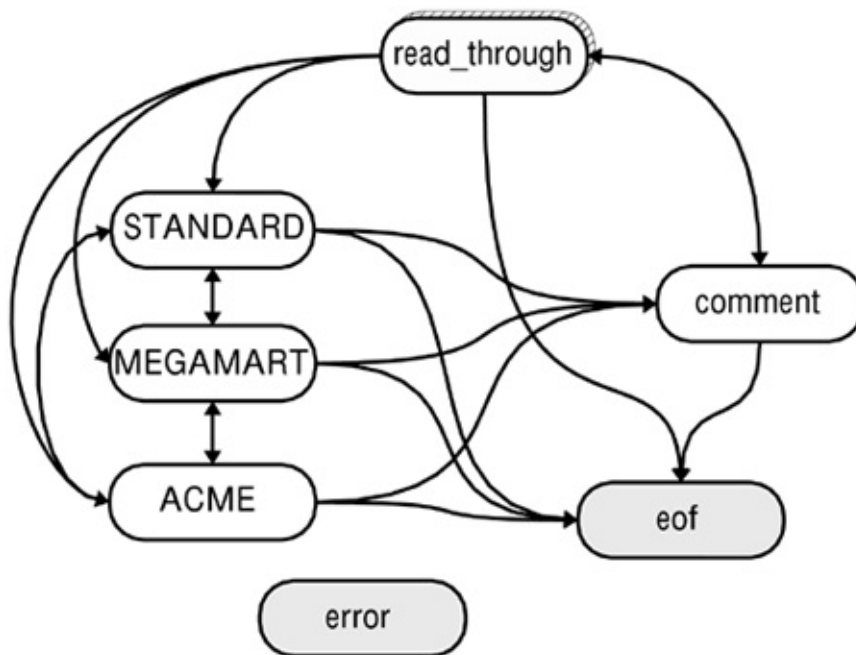 read_through
STANDARD
comment
MEGAMART
ACME
eof
error